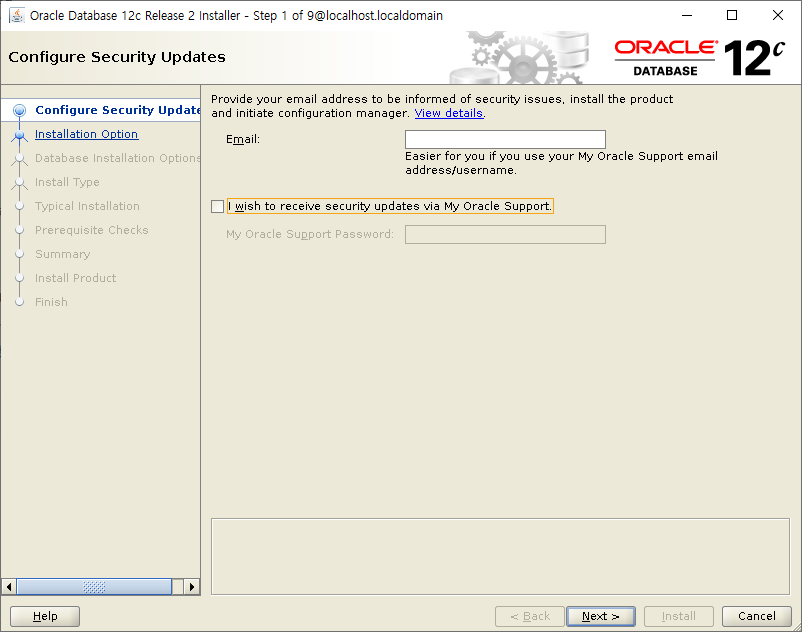 Oracle Database 12c Release 2 Installer - Step 1 of 9@localhost.localdomain
Configure Security Updates
ORACLE®
DATABASE
12c
Configure Security Update
Installation Option
Database Installation Options
Install Type
Typical Installation
Prerequisite Checks
Summary
Install Product
Finish
Provide your email address to be informed of security issues, install the product
and initiate configuration manager. View details.
Email:
Easier for you if you use your My Oracle Support email
address/username.
I wish to receive security updates via My Oracle Support.
My Oracle Support Password:
Help
< Back
Next >
Install
Cancel